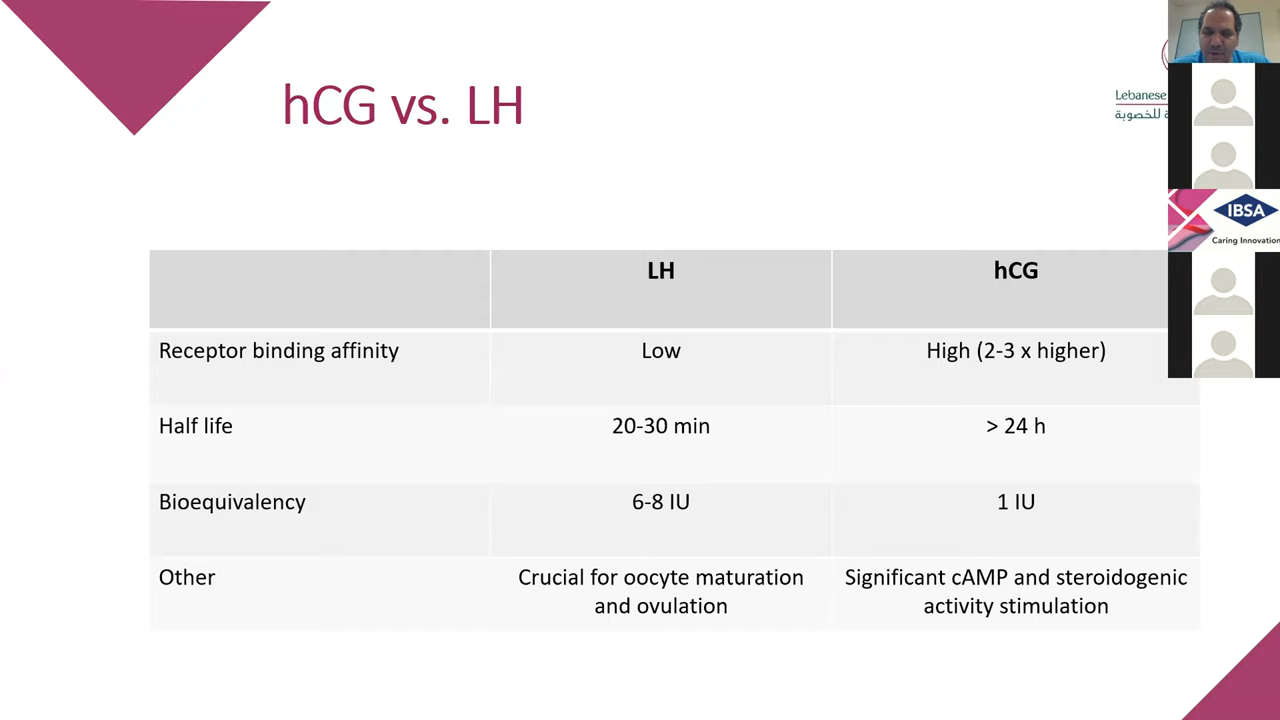 hCG vs. LH
Lebanese
للخصوبة
IBSA
Caring Innovation
LH hCG
Receptor binding affinity Low High (2-3 x higher)
Half life 20-30 min > 24 h
Bioequivalency 6-8 IU 1 IU
Other Crucial for oocyte maturation Significant cAMP and steroidogenic
and ovulation activity stimulation